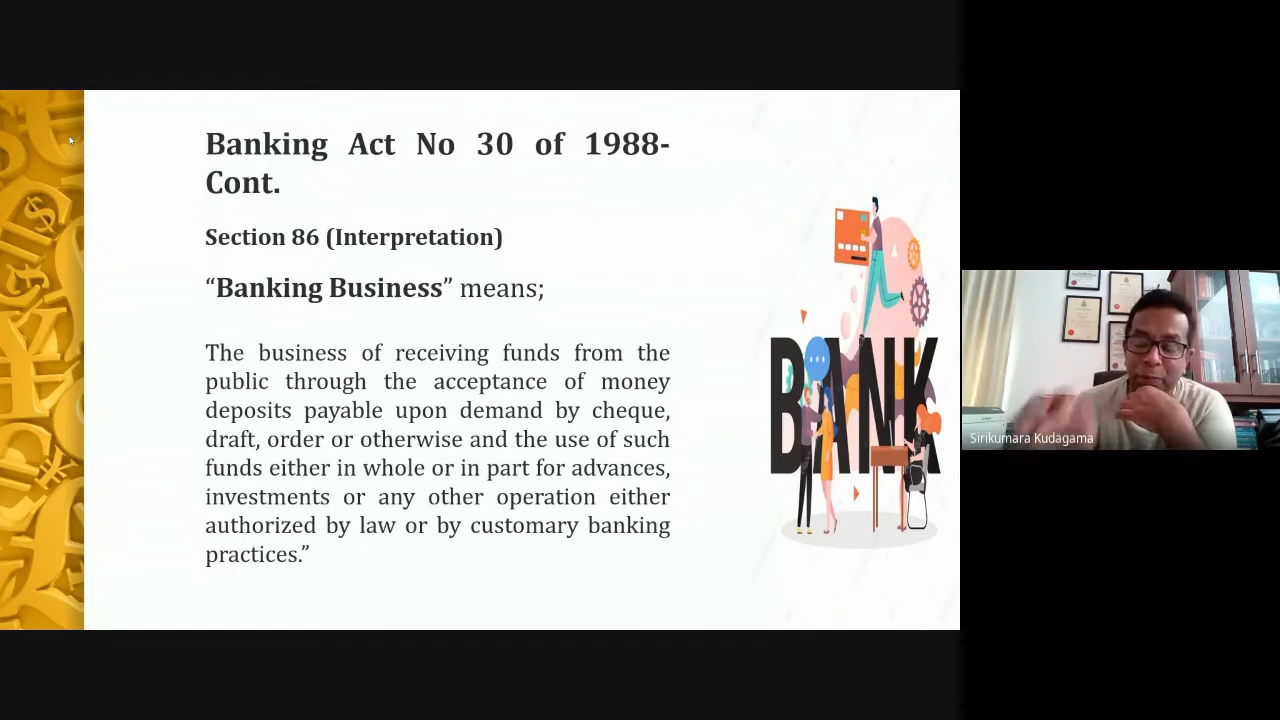 Banking Act No 30 of 1988-
Cont.
Section 86 (Interpretation)
“Banking Business” means;
The business of receiving funds from the
public through the acceptance of money
deposits payable upon demand by cheque,
draft, order or otherwise and the use of such
funds either in whole or in part for advances,
investments or any other operation either
authorized by law or by customary banking
practices.”
BANK
Sirikumara Kudagama